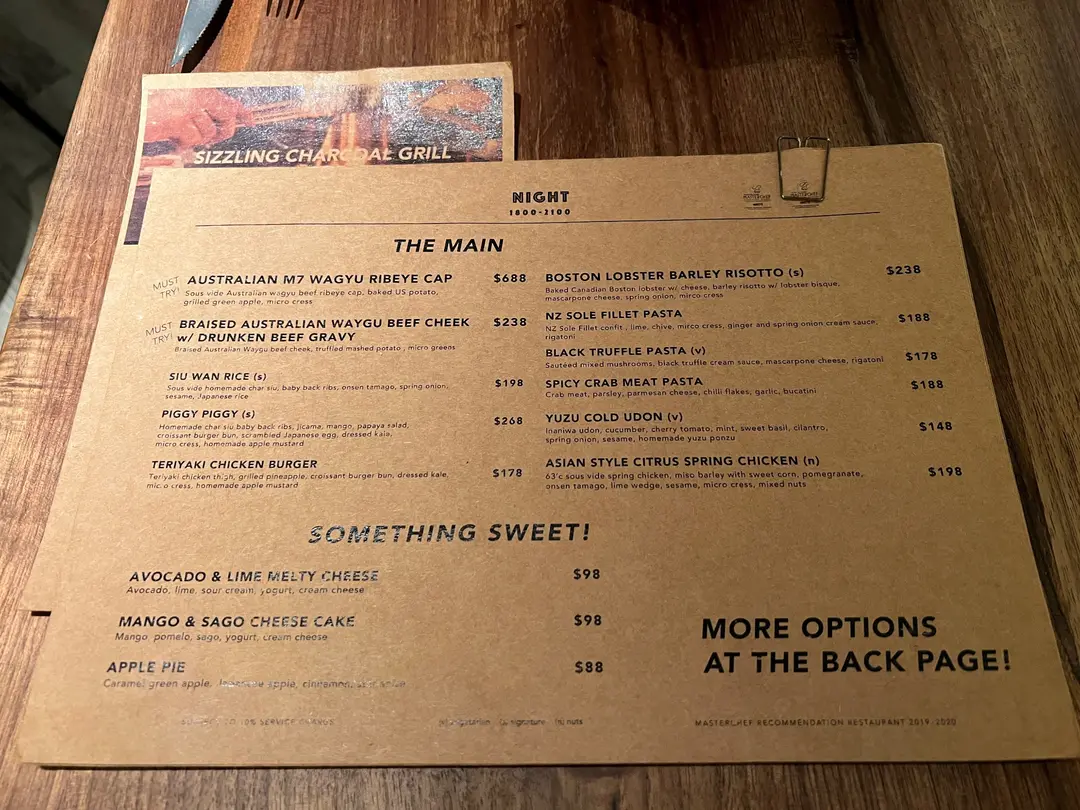 SIZZLING CHARCOAL GRILL
NIGHT
1800-2100
THE MAIN
MUST TRY!
AUSTRALIAN M7 WAGYU RIBEYE CAP $688
Sous vide Australian wagyu beef ribeye cap, baked US potato,
grilled green apple, micro cress
MUST TRY!
BRAISED AUSTRALIAN WAYGU BEEF CHEEK $238
w/ DRUNKEN BEEF GRAVY
Braised Australian Waygu beef cheek, truffled mashed potato, micro greens
SIU WAN RICE (s) $198
Sous vide homemade char siu, baby back ribs, onsen tamago, spring onion,
sesame, Japanese rice
PIGGY PIGGY (s) $268
Homemade char siu baby back ribs, jicama, mango, papaya salad,
croissant burger bun, scrambled Japanese egg, dressed kale,
micro cress, homemade apple mustard
TERIYAKI CHICKEN BURGER $178
Teriyaki chicken thigh, grilled pineapple, croissant burger bun, dressed kale,
micro cress, homemade apple mustard
BOSTON LOBSTER BARLEY RISOTTO (s) $238
Baked Canadian Boston lobster w/ cheese, barley risotto w/ lobster bisque,
mascarpone cheese, spring onion, mirco cress
NZ SOLE FILLET PASTA $188
NZ Sole Fillet confit, lime, chive, mirco cress, ginger and spring onion cream sauce,
rigatoni
BLACK TRUFFLE PASTA (v) $178
Sauteed mixed mushrooms, black truffle cream sauce, mascarpone cheese, rigatoni
SPICY CRAB MEAT PASTA $188
Crab meat, parsley, parmesan cheese, chilli flakes, garlic, bucatini
YUZU COLD UDON (v) $148
Inaniwa udon, cucumber, cherry tomato, mint, sweet basil, cilantro,
spring onion, sesame, homemade yuzu ponzu
ASIAN STYLE CITRUS SPRING CHICKEN (n) $198
63'c sous vide spring chicken, miso barley with sweet corn, pomegranate,
onsen tamago, lime wedge, sesame, micro cress, mixed nuts
SOMETHING SWEET!
AVOCADO & LIME MELTY CHEESE $98
Avocado, lime, sour cream, yogurt, cream cheese
MANGO & SAGO CHEESE CAKE $98
Mango, pomelo, sago, yogurt, cream cheese
APPLE PIE $88
Caramel green apple, Japanese apple, cinnamon,
MORE OPTIONS
AT THE BACK PAGE!
SUBJECT TO 10% SERVICE CHARGE
(v) vegetarian (s) signature (n) nuts
MASTERCHEF RECOMMENDATION RESTAURANT 2019-2020